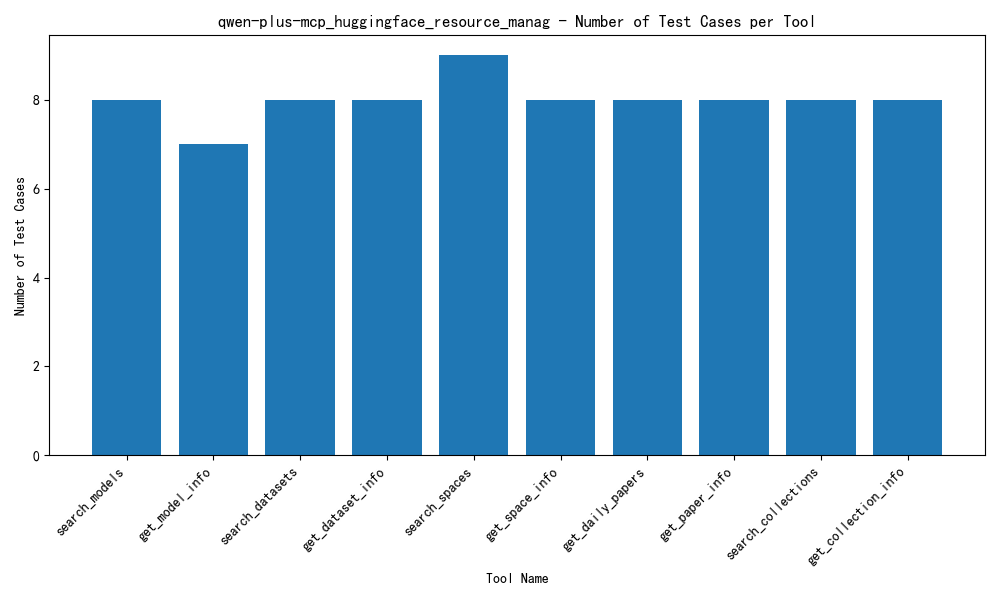 qwen-plus-mcp_huggingface_resource_manag - Number of Test Cases per Tool
Number of Test Cases
8
6
4
2
0
search_models
get_model_info
search_datasets
get_dataset_info
search_spaces
get_space_info
get_daily_papers
get_paper_info
search_collections
get_collection_info
Tool Name